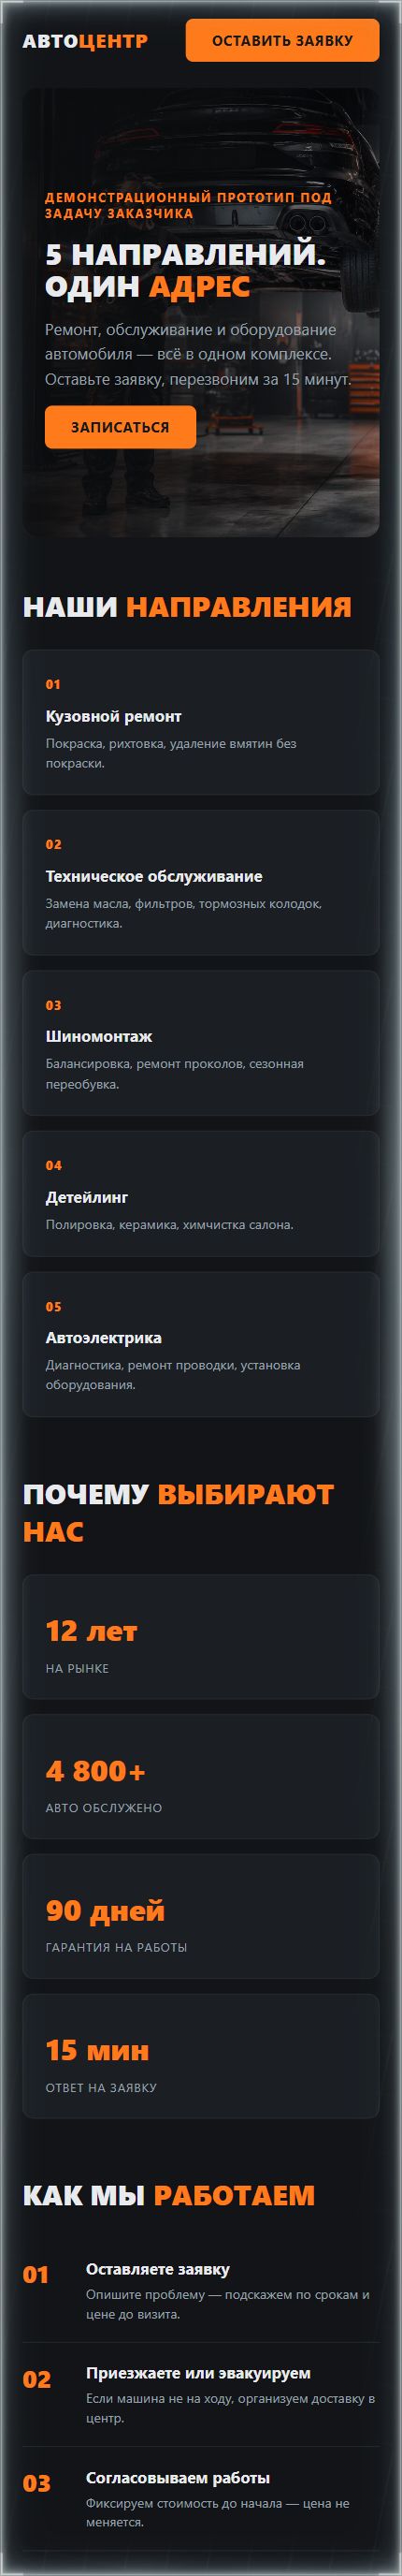 АВТОЦЕНТР
ОСТАВИТЬ ЗАЯВКУ
ДЕМОНСТРАЦИОННЫЙ ПРОТОТИП ПОД
ЗАДАЧУ ЗАКАЗЧИКА
5 НАПРАВЛЕНИЙ.
ОДИН АДРЕС
Ремонт, обслуживание и оборудование
автомобиля — всё в одном комплексе.
Оставьте заявку, перезвоним за 15 минут.
ЗАПИСАТЬСЯ
НАШИ НАПРАВЛЕНИЯ
01
Кузовной ремонт
Покраска, рихтовка, удаление вмятин без
покраски.
02
Техническое обслуживание
Замена масла, фильтров, тормозных колодок,
диагностика.
03
Шиномонтаж
Балансировка, ремонт проколов, сезонная
переобувка.
04
Детейлинг
Полировка, керамика, химчистка салона.
05
Автоэлектрика
Диагностика, ремонт проводки, установка
оборудования.
ПОЧЕМУ ВЫБИРАЮТ
НАС
12 лет
НА РЫНКЕ
4 800+
АВТО ОБСЛУЖЕНО
90 дней
ГАРАНТИЯ НА РАБОТЫ
15 мин
ОТВЕТ НА ЗАЯВКУ
КАК МЫ РАБОТАЕМ
01
Оставляете заявку
Опишите проблему — подскажем по срокам и
цене до визита.
02
Приезжаете или эвакуируем
Если машина не на ходу, организуем доставку в
центр.
03
Согласовываем работы
Фиксируем стоимость до начала — цена не
меняется.